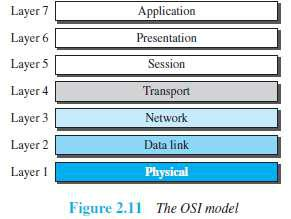 Layer 7 Application
Layer 6 Presentation
Layer 5 Session
Layer 4 Transport
Layer 3 Network
Layer 2 Data link
Layer 1 Physical
Figure 2.11 The OSI model